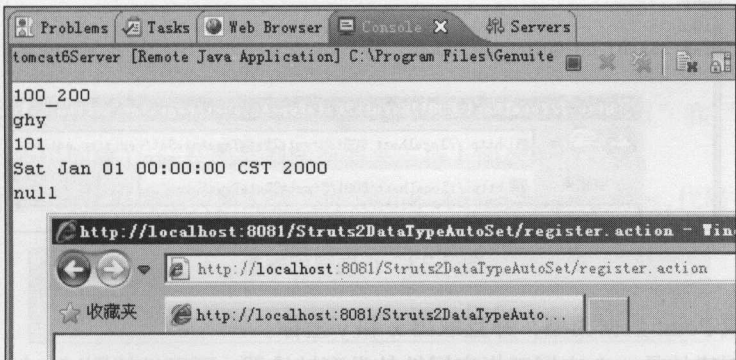 Problems Tasks Web Browser Console Servers
tomcat6Server [Remote Java Application] C:\Program Files\Genuite
100_200
ghy
101
Sat Jan 01 00:00:00 CST 2000
null
http://localhost:8081/Struts2DataTypeAutoSet/register.action - Win
http://localhost:8081/Struts2DataTypeAutoSet/register.action
收藏夹 http://localhost:8081/Struts2DataTypeAuto...